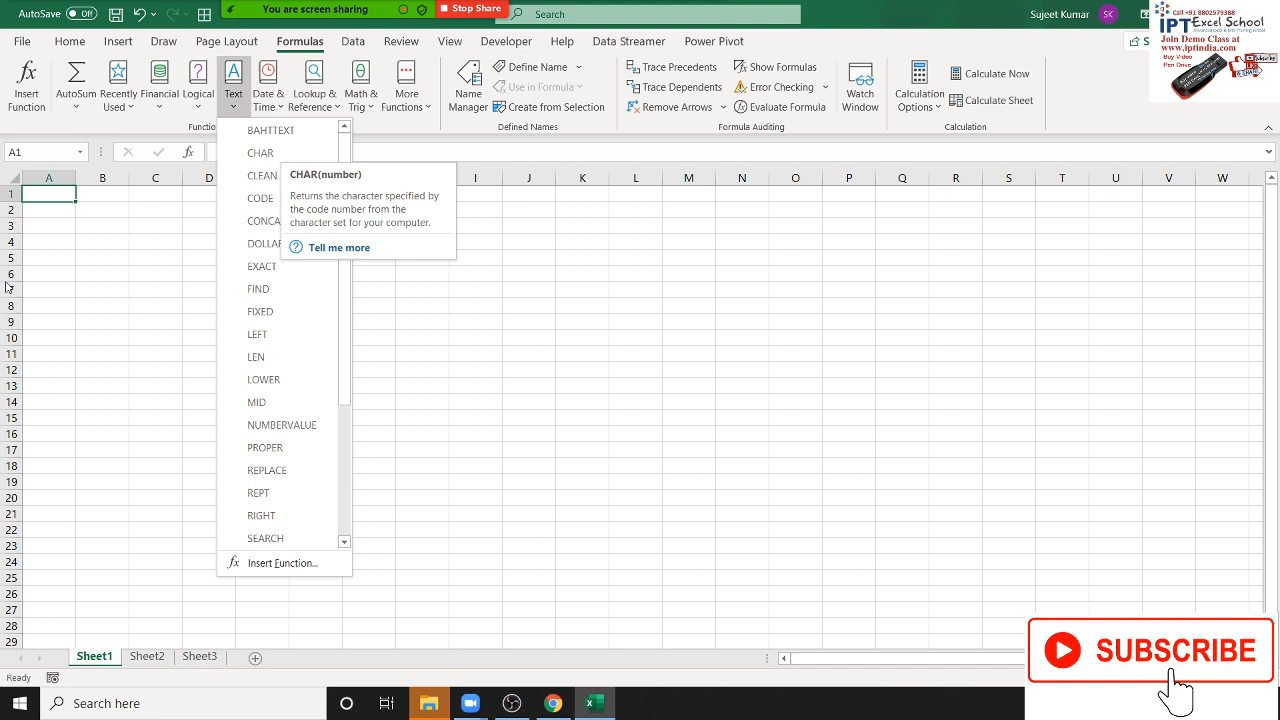 AutoSave Off
You are screen sharing
Stop Share
Search
Sujeet Kumar
SK
Call +91 8802579388
IPT Excel School
Advanced Excel & VBA Training School
Join Demo Class at
www.iptindia.com
Buy Video
Pen Drive
File Home Insert Draw Page Layout Formulas Data Review View Developer Help Data Streamer Power Pivot
Insert Function
AutoSum
Recently Used
Financial
Logical
Text
Date & Time
Lookup & Reference
Math & Trig
More Functions
Name Manager
Define Name
Use in Formula
Create from Selection
Defined Names
Trace Precedents
Trace Dependents
Remove Arrows
Show Formulas
Error Checking
Evaluate Formula
Formula Auditing
Watch Window
Calculation Options
Calculate Now
Calculate Sheet
Calculation
A1
fx
A B C D I J K L M N O P Q R S T U V W
BAHTTEXT
CHAR
CLEAN
CODE
CONCA
DOLLAR
EXACT
FIND
FIXED
LEFT
LEN
LOWER
MID
NUMBERVALUE
PROPER
REPLACE
REPT
RIGHT
SEARCH
fx Insert Function...
CHAR(number)
Returns the character specified by
the code number from the
character set for your computer.
Tell me more
1
2
3
4
5
6
7
8
9
10
11
12
13
14
15
16
17
18
19
20
21
22
23
24
25
26
27
28
29
Sheet1 Sheet2 Sheet3
Ready
SUBSCRIBE
Search here